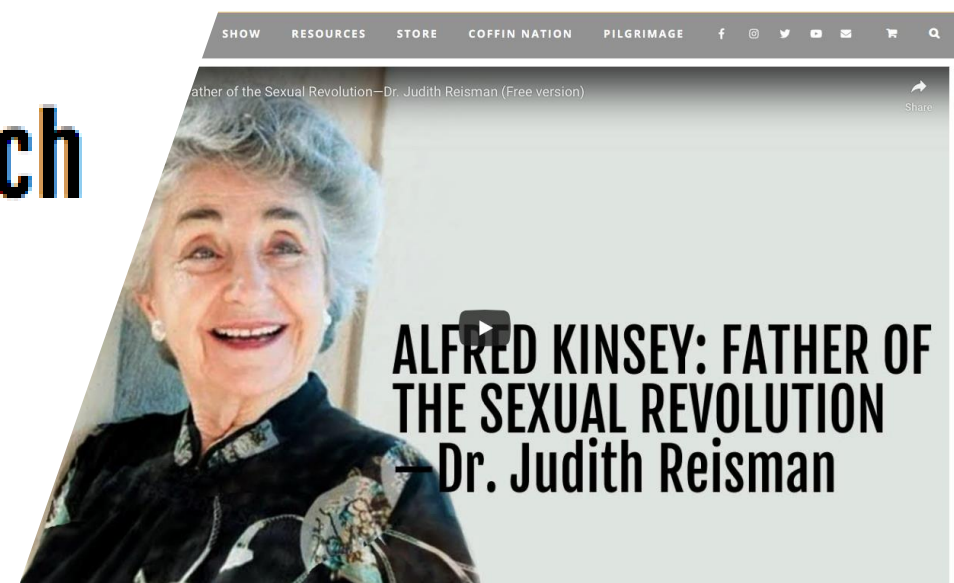 SHOW RESOURCES STORE COFFIN NATION PILGRIMAGE
ather of the Sexual Revolution—Dr. Judith Reisman (Free version)
Share
ch
ALFRED KINSEY: FATHER OF
THE SEXUAL REVOLUTION
—Dr. Judith Reisman